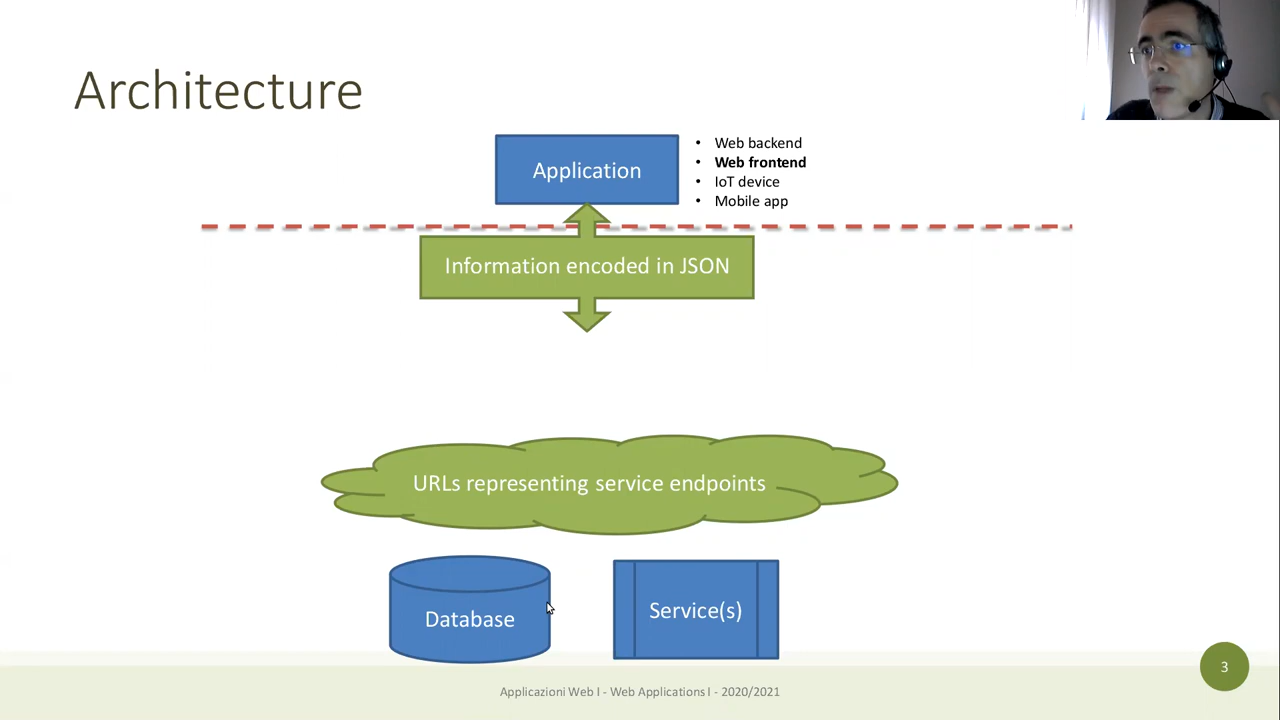 Architecture
Application
• Web backend
• Web frontend
• IoT device
• Mobile app
Information encoded in JSON
URLs representing service endpoints
Database
Service(s)
3
Applicazioni Web I - Web Applications I - 2020/2021